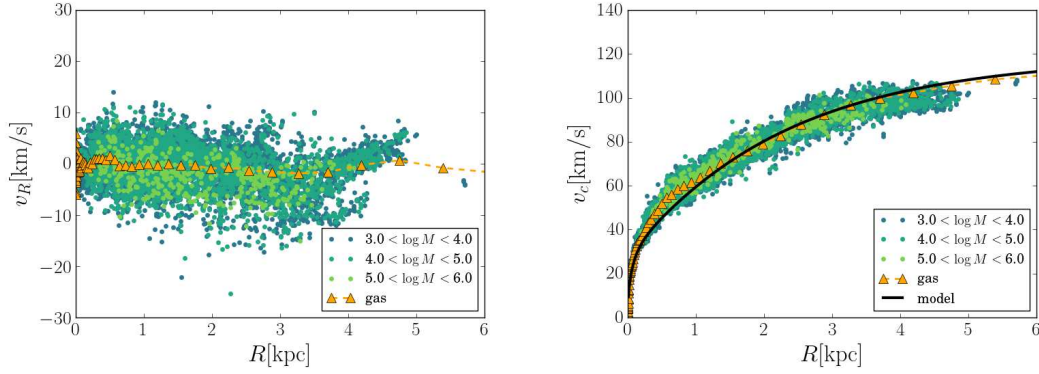 30
20
10
0
−10
−20
−30
v_R[km/s]
3.0 < log M < 4.0
4.0 < log M < 5.0
5.0 < log M < 6.0
gas
0 1 2 3 4 5 6
R[kpc]
140
120
100
80
60
40
20
0
v_c[km/s]
3.0 < log M < 4.0
4.0 < log M < 5.0
5.0 < log M < 6.0
gas
model
0 1 2 3 4 5 6
R[kpc]